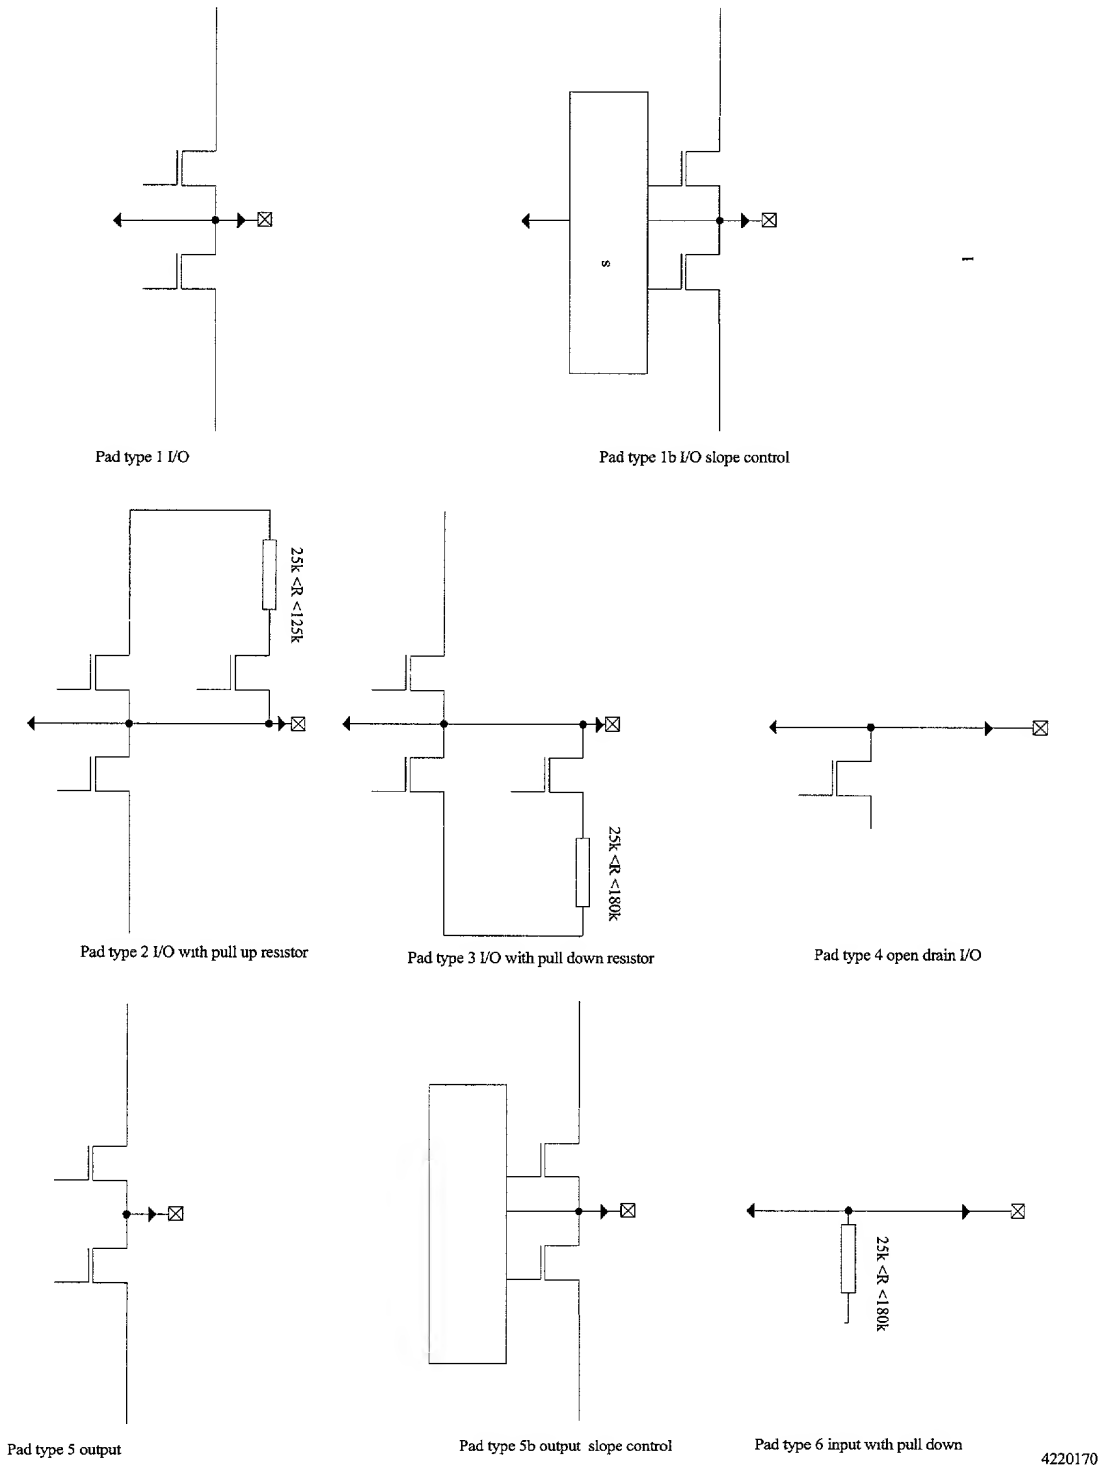 s
Pad type 1 I/O
Pad type 1b I/O slope control
25k <R <125k
25k <R <180k
Pad type 2 I/O with pull up resistor
Pad type 3 I/O with pull down resistor
Pad type 4 open drain I/O
25k <R <180k
Pad type 5 output
Pad type 5b output slope control
Pad type 6 input with pull down
4220170